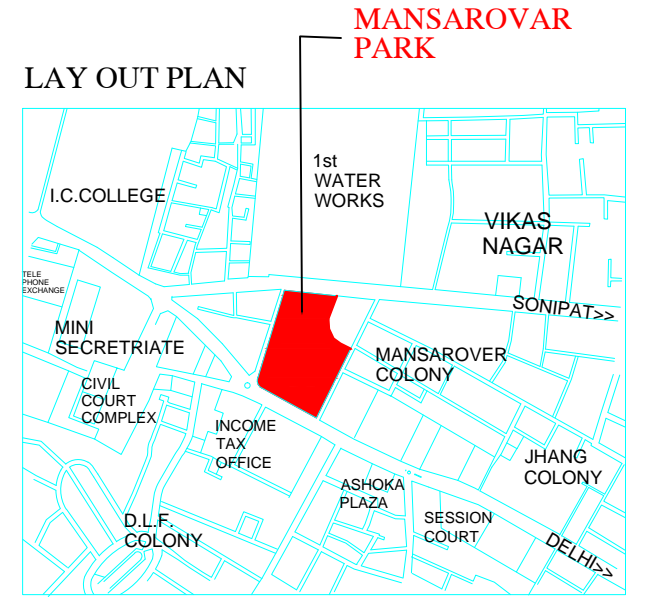 MANSAROVAR
PARK
LAY OUT PLAN
1st
WATER
WORKS
I.C.COLLEGE
VIKAS
NAGAR
TELE
PHONE
EXCHANGE
SONIPAT>>
MINI
SECRETRIATE
MANSAROVER
COLONY
CIVIL
COURT
COMPLEX
INCOME
TAX
OFFICE
JHANG
COLONY
ASHOKA
PLAZA
SESSION
COURT
D.L.F.
COLONY
DELHI>>